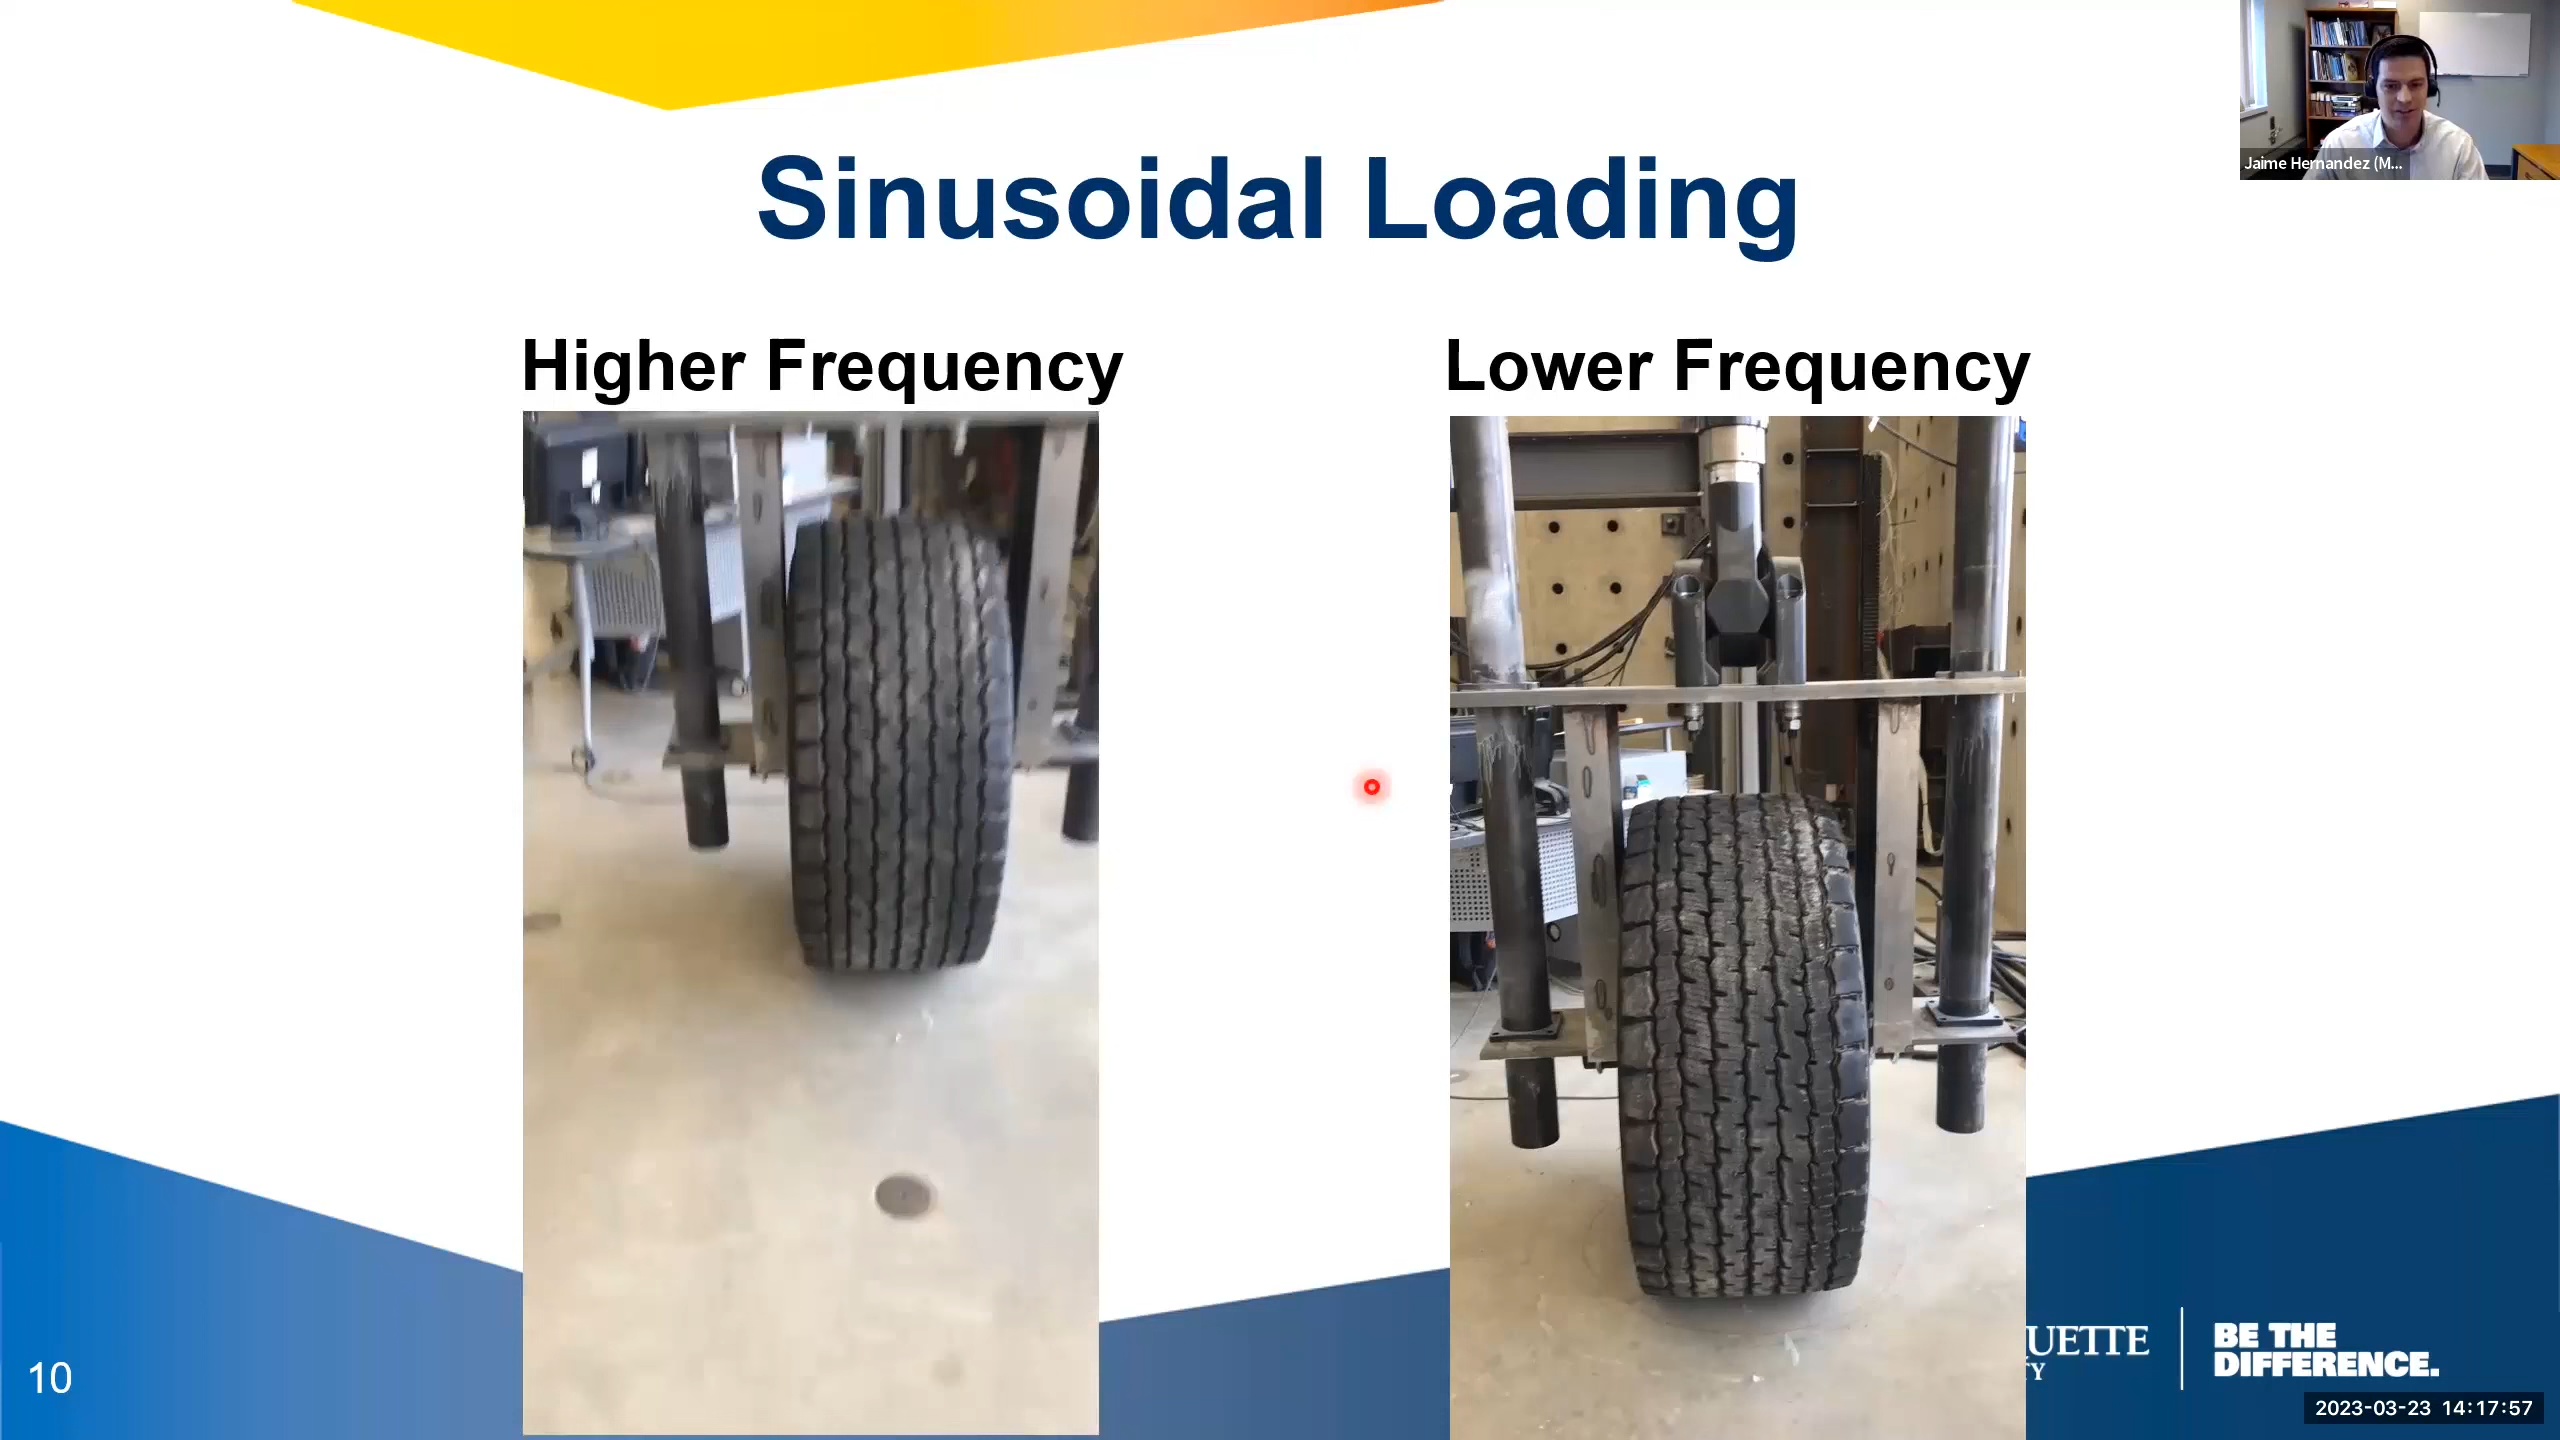 Jaime Hernandez (M...
Sinusoidal Loading
Higher Frequency
Lower Frequency
UETTE
TY
BE THE
DIFFERENCE.
10
2023-03-23 14:17:57